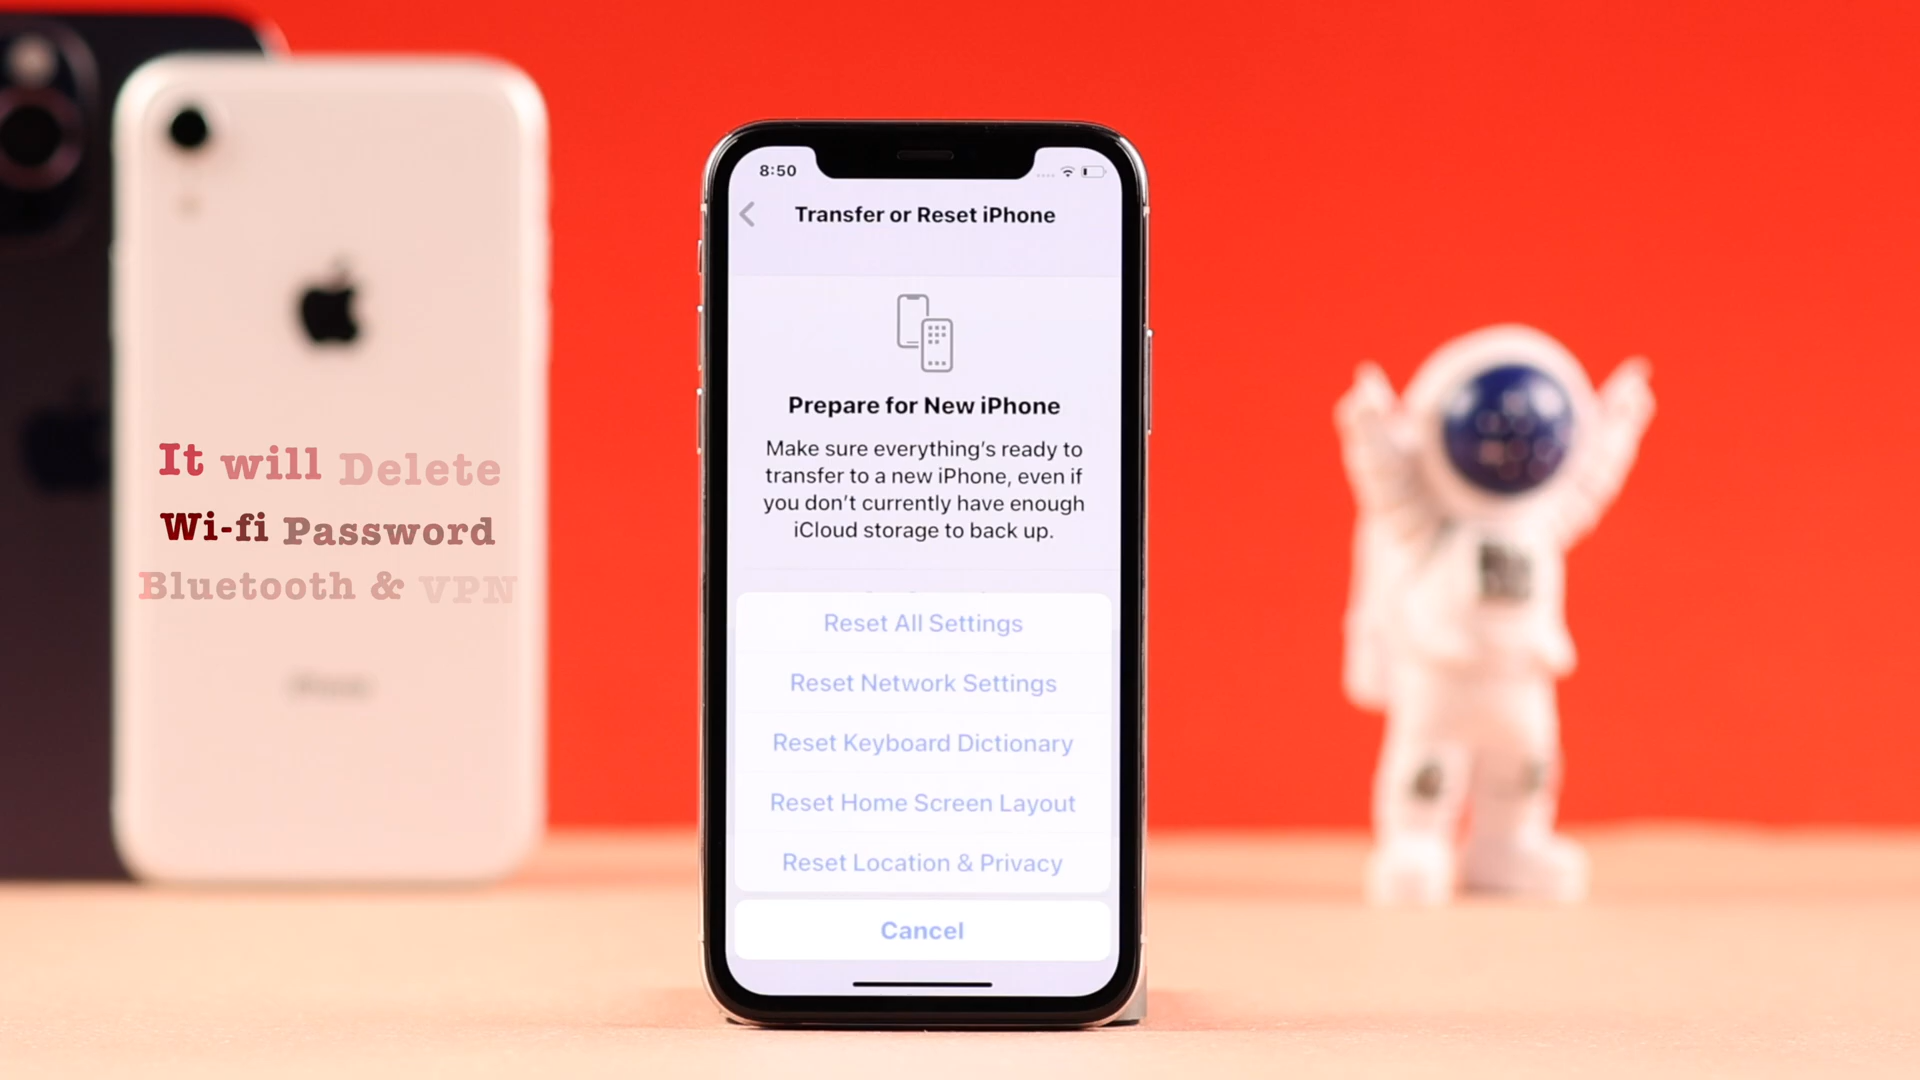 It will Delete
Wi-fi Password
Bluetooth & VPN
8:50
Transfer or Reset iPhone
Prepare for New iPhone
Make sure everything's ready to
transfer to a new iPhone, even if
you don't currently have enough
iCloud storage to back up.
Reset All Settings
Reset Network Settings
Reset Keyboard Dictionary
Reset Home Screen Layout
Reset Location & Privacy
Cancel